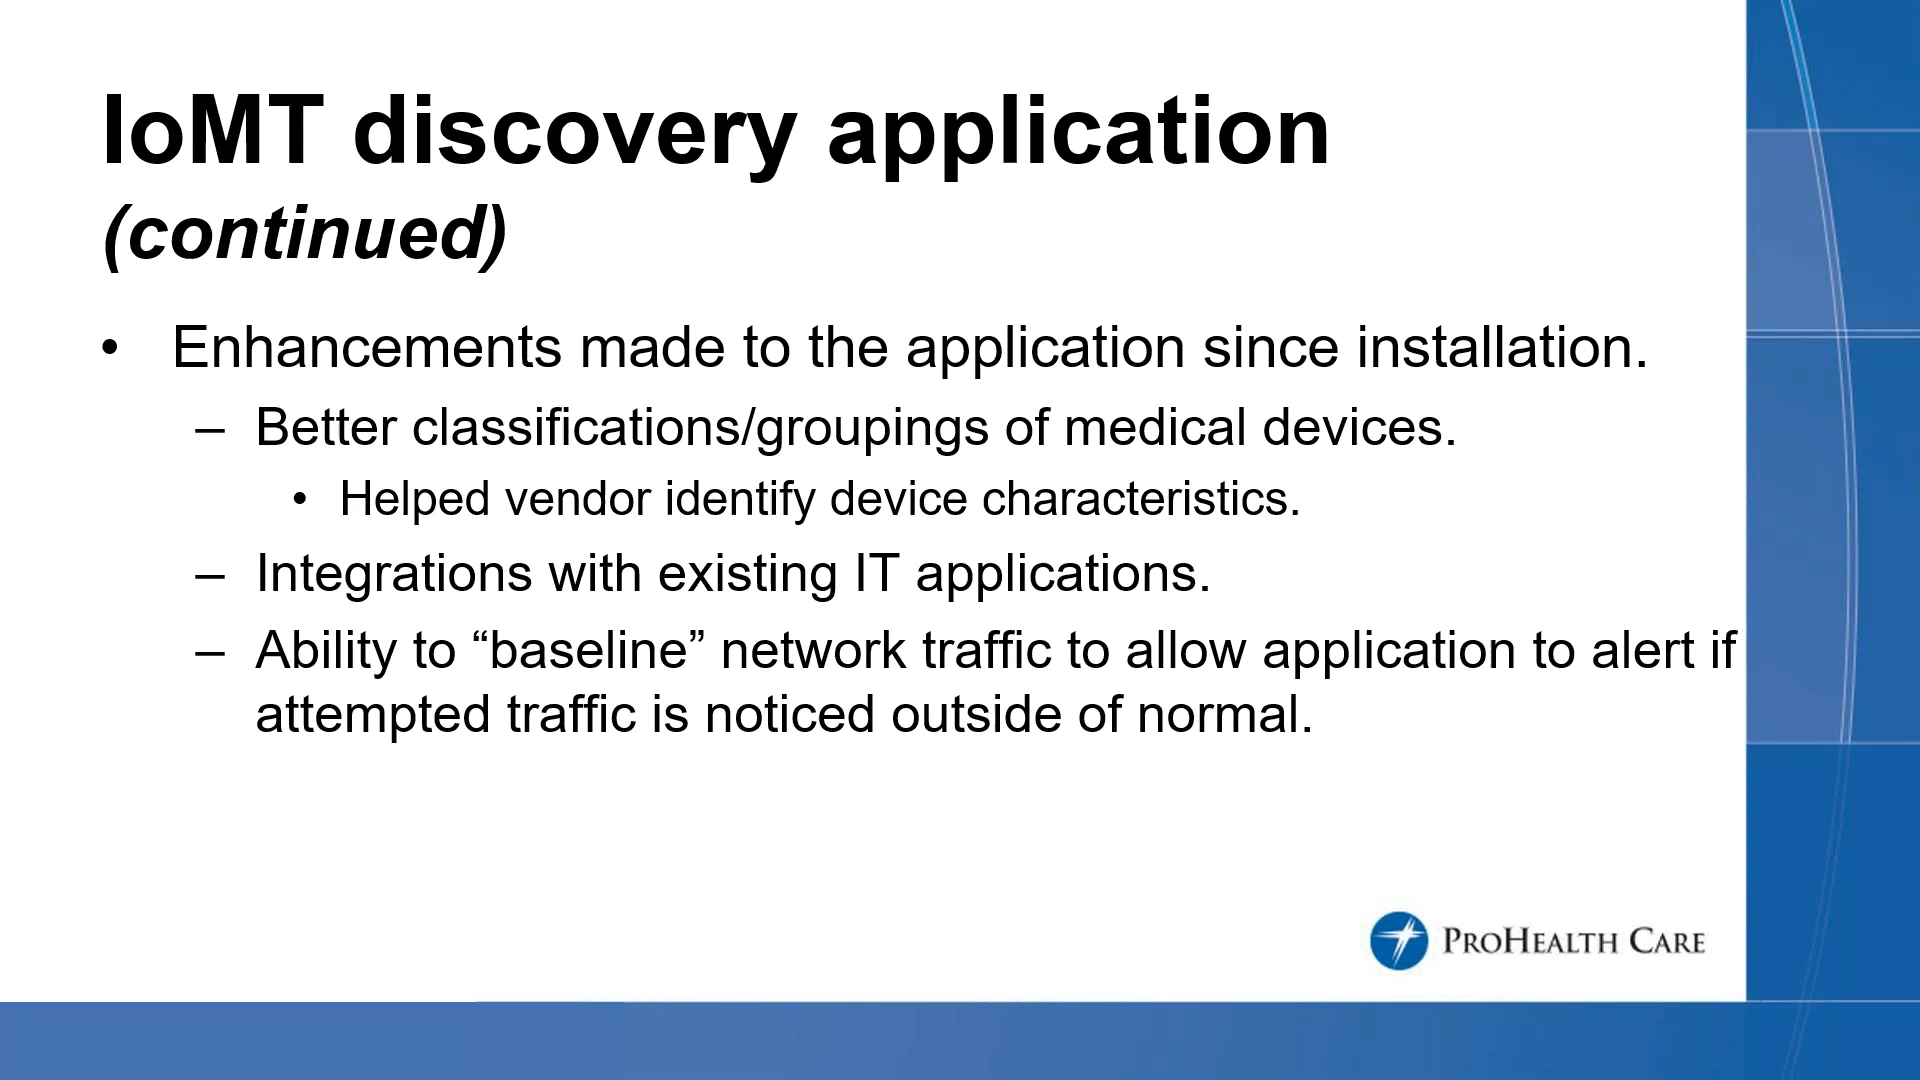 IoMT discovery application
(continued)
• Enhancements made to the application since installation.
– Better classifications/groupings of medical devices.
• Helped vendor identify device characteristics.
– Integrations with existing IT applications.
– Ability to “baseline” network traffic to allow application to alert if
attempted traffic is noticed outside of normal.
PROHEALTH CARE